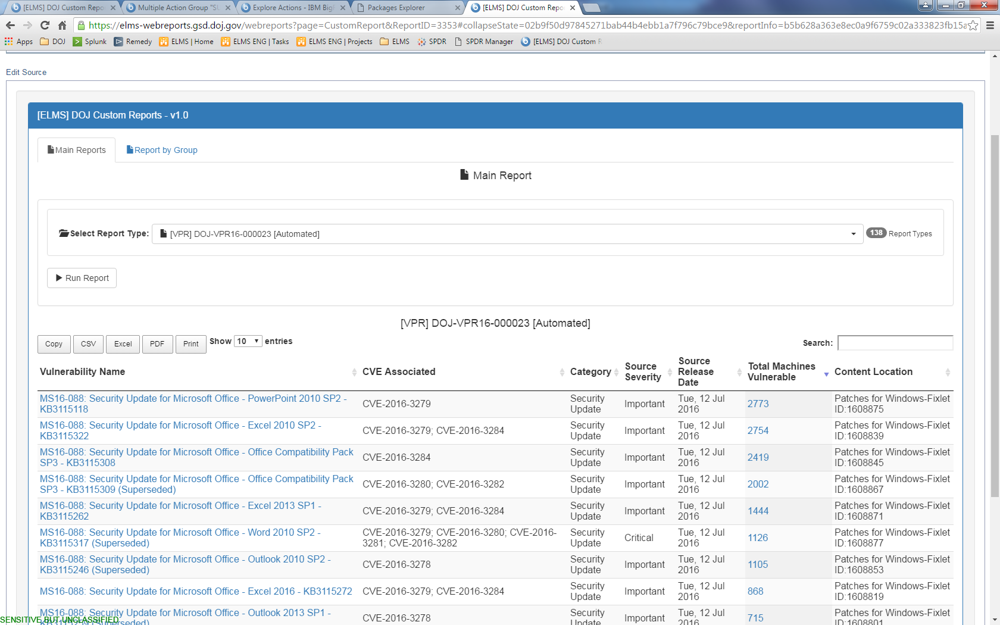 [ELMS] DOJ Custom Repo
Multiple Action Group "SU
Explore Actions - IBM Big
Packages Explorer
[ELMS] DOJ Custom Repo
https://elms-webreports.gsd.doj.gov/webreports?page=CustomReport&ReportID=3353#collapseState=02b9f50d97845271bab44b4ebb1a7f796c79bce9&reportInfo=b5b628a363e8ec0a9f6759c02a333823fb15a
Apps DOJ Splunk Remedy ELMS | Home ELMS ENG | Tasks ELMS ENG | Projects ELMS SPDR SPDR Manager [ELMS] DOJ Custom R
Edit Source
[ELMS] DOJ Custom Reports - v1.0
Main Reports Report by Group
Main Report
Select Report Type: [VPR] DOJ-VPR16-000023 [Automated] 138 Report Types
Run Report
[VPR] DOJ-VPR16-000023 [Automated]
Copy CSV Excel PDF Print Show 10 entries Search:
Vulnerability Name CVE Associated Category Source Severity Source Release Date Total Machines Vulnerable Content Location
MS16-088: Security Update for Microsoft Office - PowerPoint 2010 SP2 -
KB3115118
CVE-2016-3279
Security
Update
Important
Tue, 12 Jul
2016
2773
Patches for Windows-Fixlet
ID:1608875
MS16-088: Security Update for Microsoft Office - Excel 2010 SP2 -
KB3115322
CVE-2016-3279; CVE-2016-3284
Security
Update
Important
Tue, 12 Jul
2016
2754
Patches for Windows-Fixlet
ID:1608839
MS16-088: Security Update for Microsoft Office - Office Compatibility Pack
SP3 - KB3115308
CVE-2016-3284
Security
Update
Important
Tue, 12 Jul
2016
2419
Patches for Windows-Fixlet
ID:1608845
MS16-088: Security Update for Microsoft Office - Office Compatibility Pack
SP3 - KB3115309 (Superseded)
CVE-2016-3280; CVE-2016-3282
Security
Update
Important
Tue, 12 Jul
2016
2002
Patches for Windows-Fixlet
ID:1608867
MS16-088: Security Update for Microsoft Office - Excel 2013 SP1 -
KB3115262
CVE-2016-3279; CVE-2016-3284
Security
Update
Important
Tue, 12 Jul
2016
1444
Patches for Windows-Fixlet
ID:1608871
MS16-088: Security Update for Microsoft Office - Word 2010 SP2 -
KB3115317 (Superseded)
CVE-2016-3279; CVE-2016-3280; CVE-2016-
3281; CVE-2016-3282
Security
Update
Critical
Tue, 12 Jul
2016
1126
Patches for Windows-Fixlet
ID:1608877
MS16-088: Security Update for Microsoft Office - Outlook 2010 SP2 -
KB3115246 (Superseded)
CVE-2016-3278
Security
Update
Important
Tue, 12 Jul
2016
1105
Patches for Windows-Fixlet
ID:1608853
MS16-088: Security Update for Microsoft Office - Excel 2016 - KB3115272
CVE-2016-3279; CVE-2016-3284
Security
Update
Important
Tue, 12 Jul
2016
868
Patches for Windows-Fixlet
ID:1608819
MS16-088: Security Update for Microsoft Office - Outlook 2013 SP1 -
KB3115259 (Superseded)
CVE-2016-3278
Security
Update
Important
Tue, 12 Jul
2016
715
Patches for Windows-Fixlet
ID:1608801
SENSITIVE BUT UNCLASSIFIED